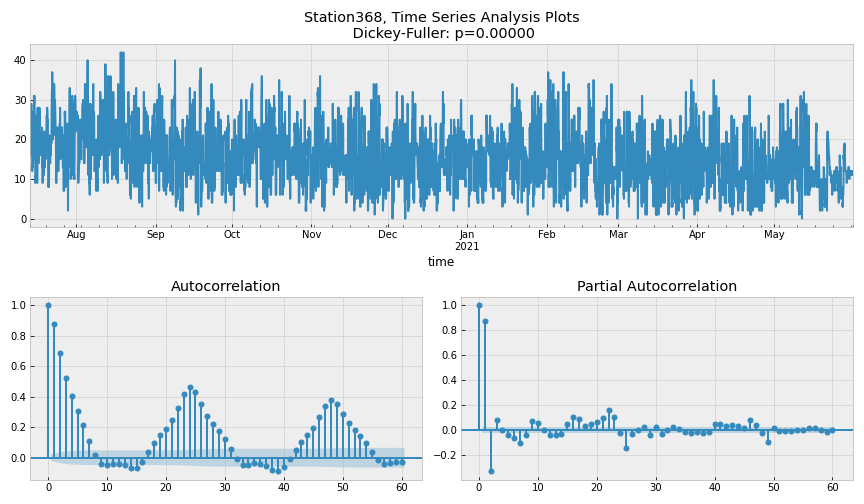 Station368, Time Series Analysis Plots
Dickey-Fuller: p=0.00000
40
30
20
10
0
Aug Sep Oct Nov Dec Jan Feb Mar Apr May
2021
time
Autocorrelation
1.0
0.8
0.6
0.4
0.2
0.0
0 10 20 30 40 50 60
Partial Autocorrelation
1.0
0.8
0.6
0.4
0.2
0.0
−0.2
0 10 20 30 40 50 60